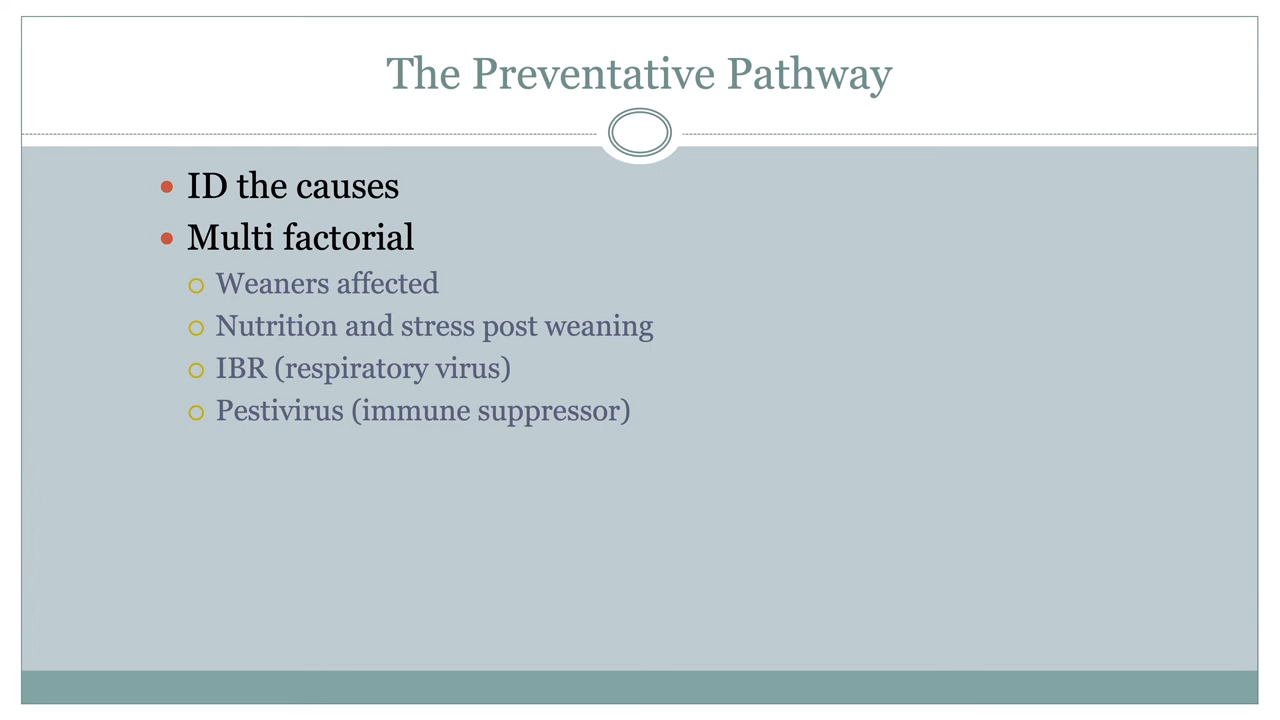 The Preventative Pathway
ID the causes
Multi factorial
Weaners affected
Nutrition and stress post weaning
IBR (respiratory virus)
Pestivirus (immune suppressor)